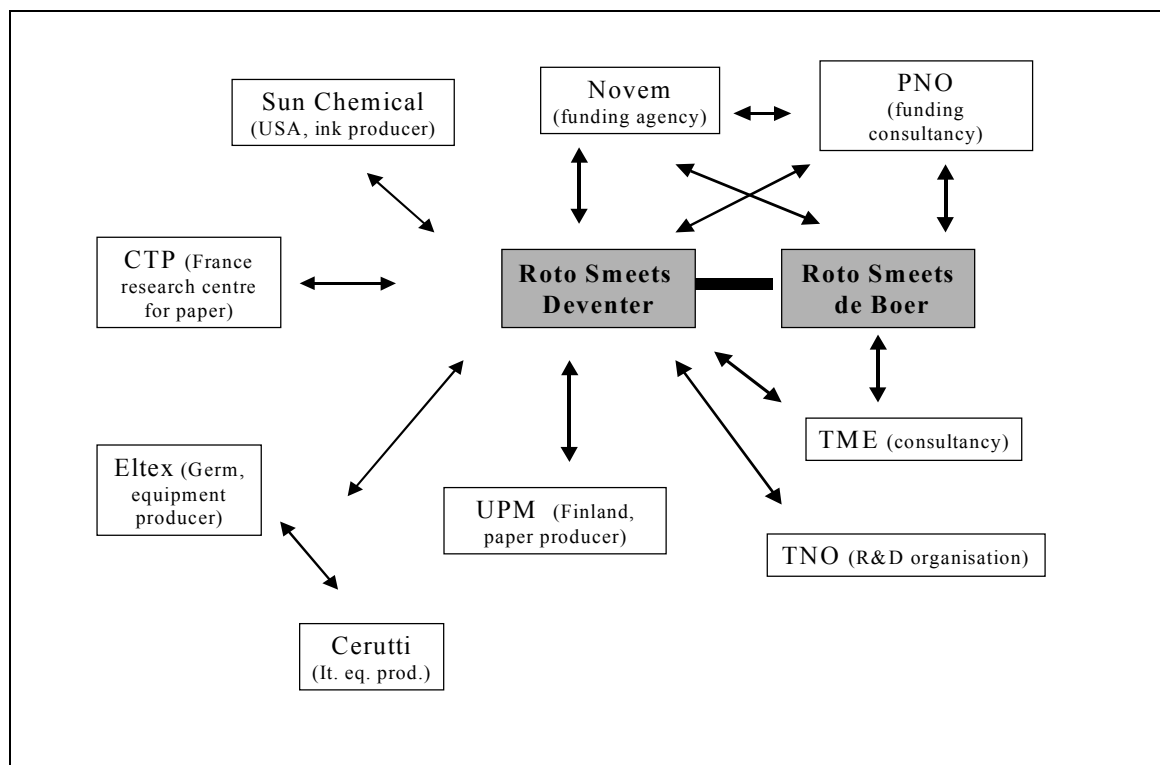 Sun Chemical
(USA, ink producer)
Novem
(funding agency)
PNO
(funding
consultancy)
CTP (France
research centre
for paper)
Roto Smeets
Deventer
Roto Smeets
de Boer
TME (consultancy)
Eltex (Germ,
equipment
producer)
UPM (Finland,
paper producer)
TNO (R&D organisation)
Cerutti
(It. eq. prod.)